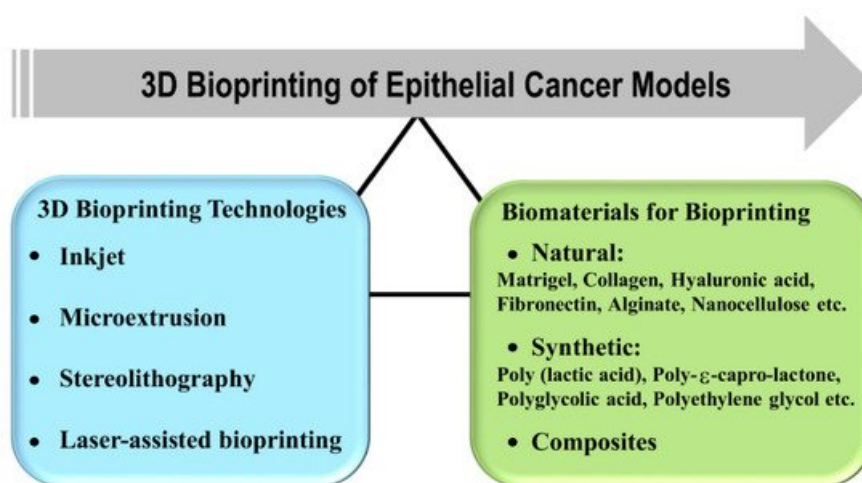 3D Bioprinting of Epithelial Cancer Models
3D Bioprinting Technologies
• Inkjet
• Microextrusion
• Stereolithography
• Laser-assisted bioprinting
Biomaterials for Bioprinting
• Natural:
Matrigel, Collagen, Hyaluronic acid,
Fibronectin, Alginate, Nanocellulose etc.
• Synthetic:
Poly (lactic acid), Poly-ε-capro-lactone,
Polyglycolic acid, Polyethylene glycol etc.
• Composites